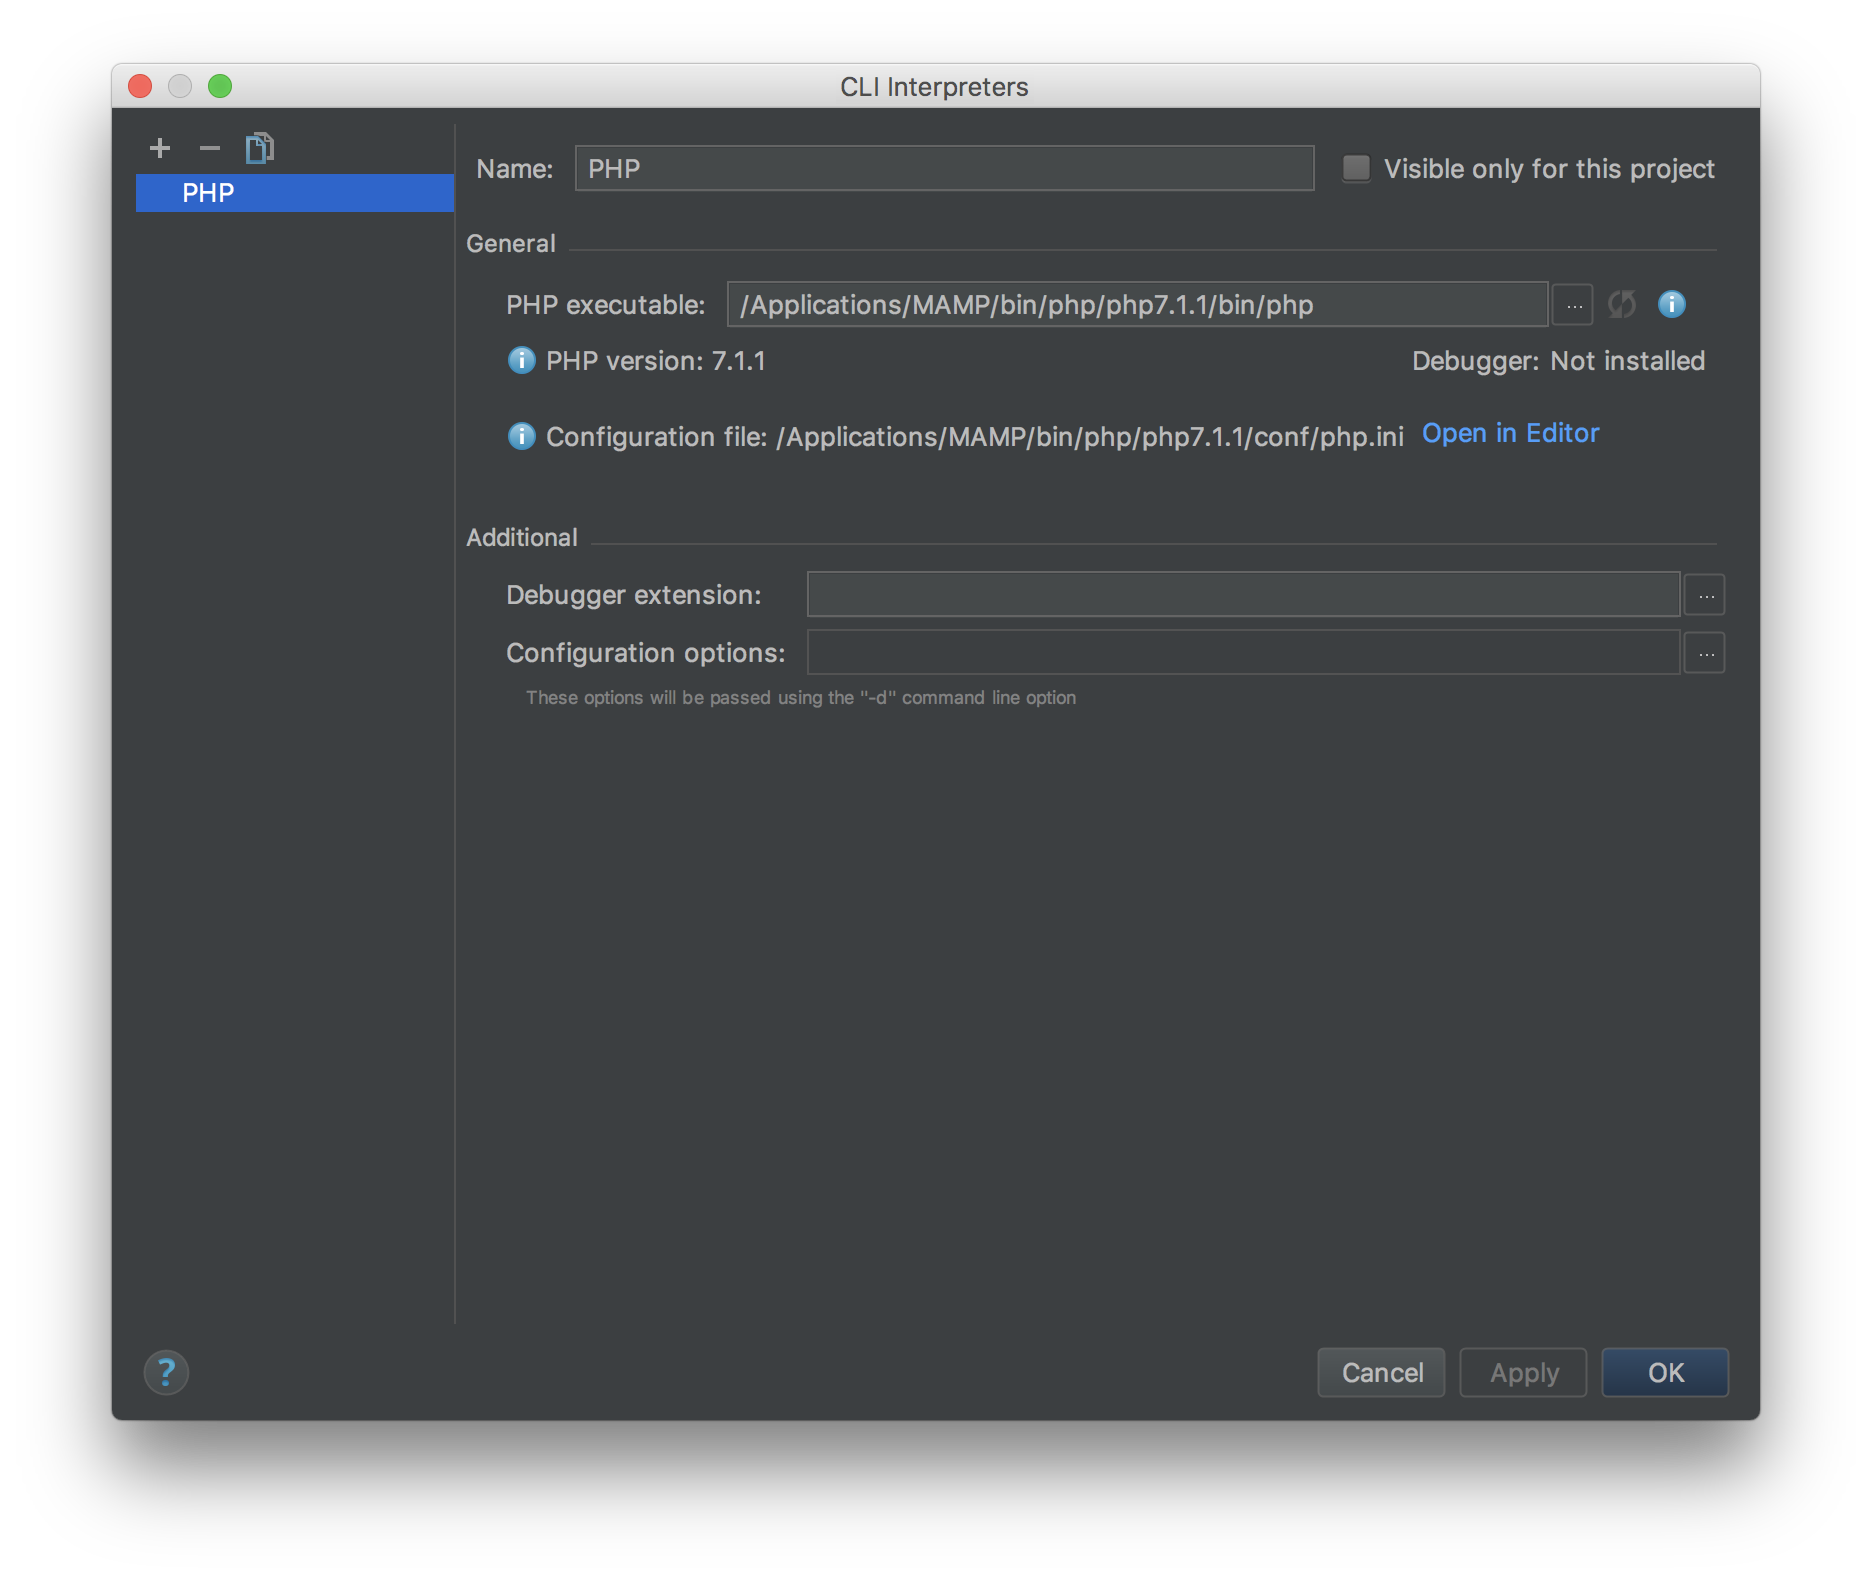 CLI Interpreters
PHP
Name: PHP Visible only for this project
General
PHP executable: /Applications/MAMP/bin/php/php7.1.1/bin/php ...
PHP version: 7.1.1 Debugger: Not installed
Configuration file: /Applications/MAMP/bin/php/php7.1.1/conf/php.ini Open in Editor
Additional
Debugger extension: ...
Configuration options: ...
These options will be passed using the "-d" command line option
? Cancel Apply OK